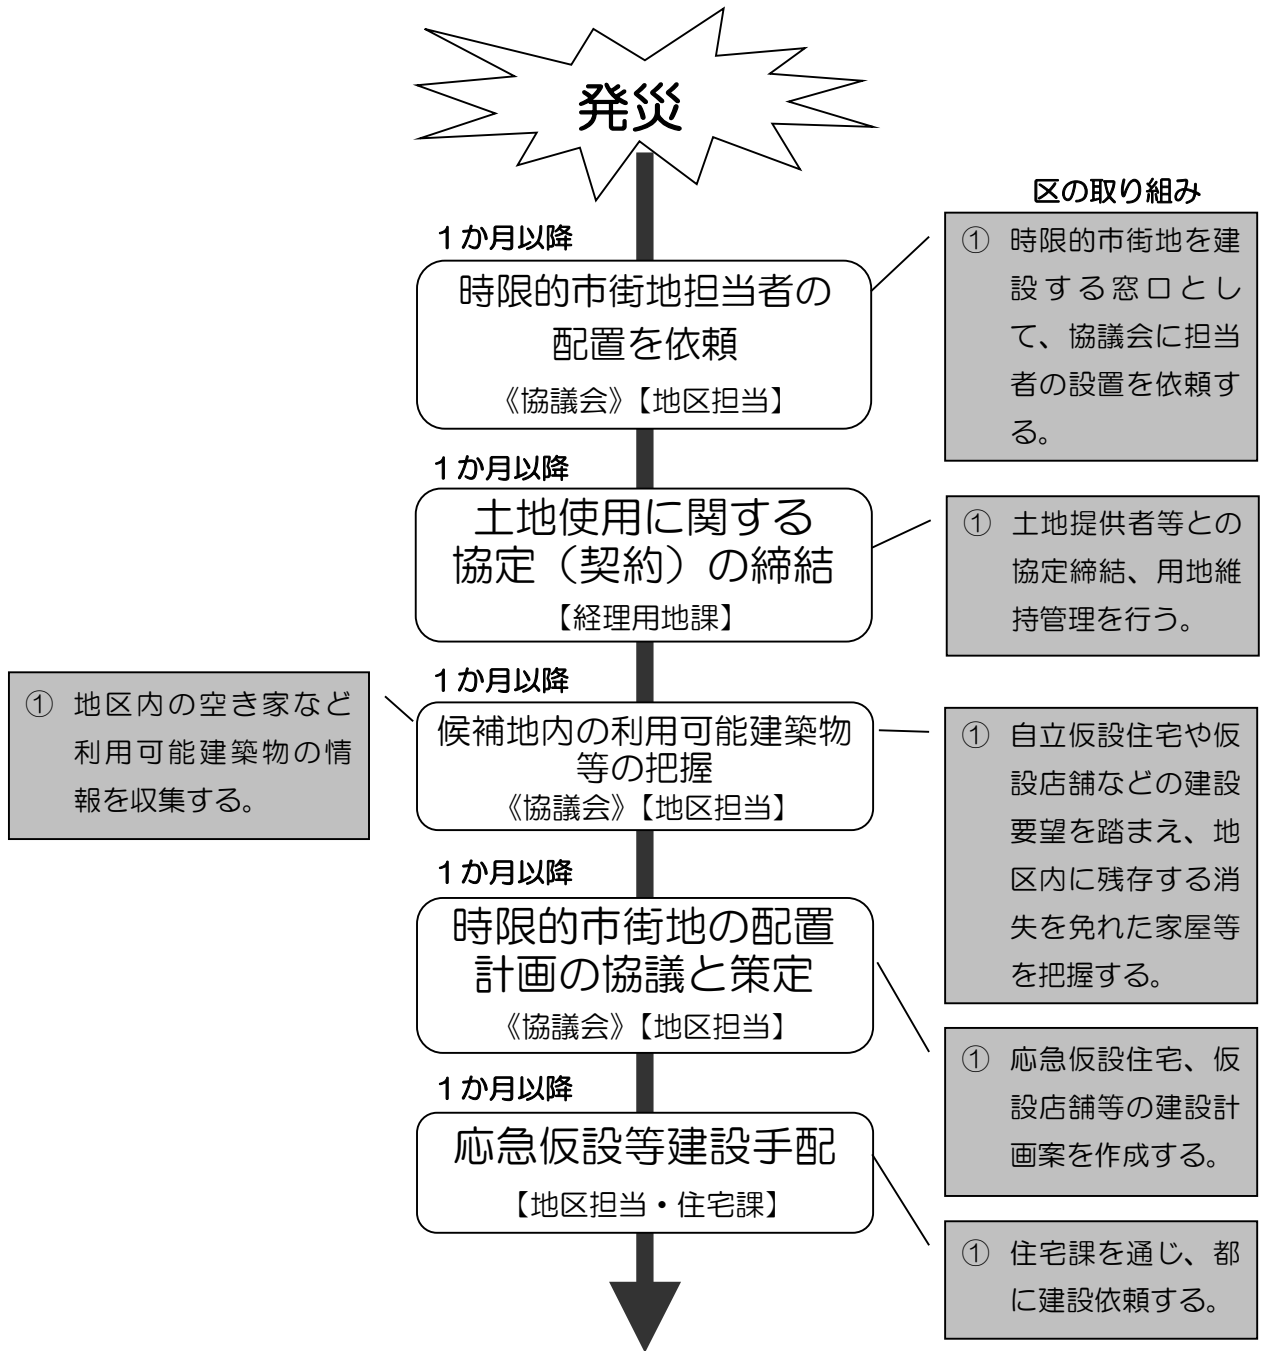 発災
区の取り組み
1か月以降
時限的市街地担当者の
配置を依頼
《協議会》【地区担当】
① 時限的市街地を建
設する窓口とし
て、協議会に担当
者の設置を依頼す
る。
1か月以降
土地使用に関する
協定（契約）の締結
【経理用地課】
① 土地提供者等との
協定締結、用地維
持管理を行う。
1か月以降
候補地内の利用可能建築物
等の把握
《協議会》【地区担当】
① 地区内の空き家など
利用可能建築物の情
報を収集する。
① 自立仮設住宅や仮
設店舗などの建設
要望を踏まえ、地
区内に残存する消
失を免れた家屋等
を把握する。
1か月以降
時限的市街地の配置
計画の協議と策定
《協議会》【地区担当】
① 応急仮設住宅、仮
設店舗等の建設計
画案を作成する。
1か月以降
応急仮設等建設手配
【地区担当・住宅課】
① 住宅課を通じ、都
に建設依頼する。